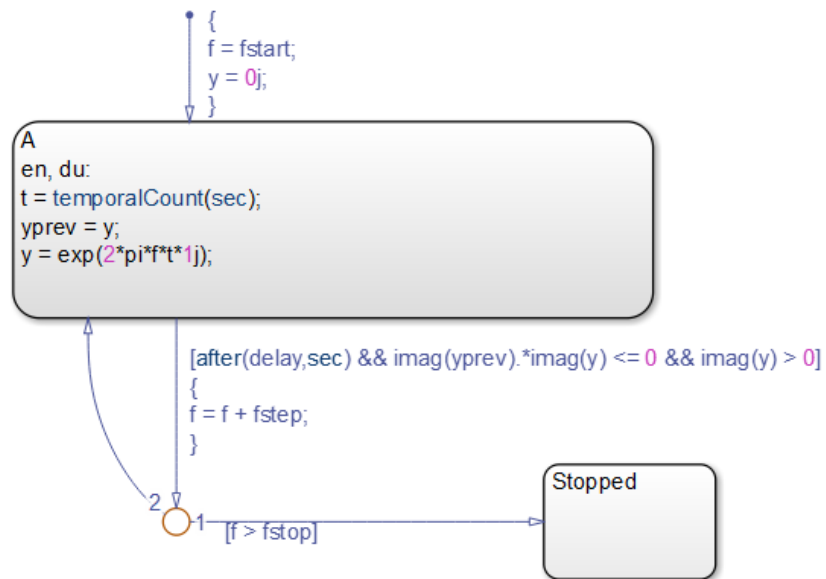 {
f = fstart;
y = 0j;
}
A
en, du:
t = temporalCount(sec);
yprev = y;
y = exp(2*pi*f*t*1j);
[after(delay,sec) && imag(yprev).*imag(y) <= 0 && imag(y) > 0]
{
f = f + fstep;
}
2
1
[f > fstop]
Stopped